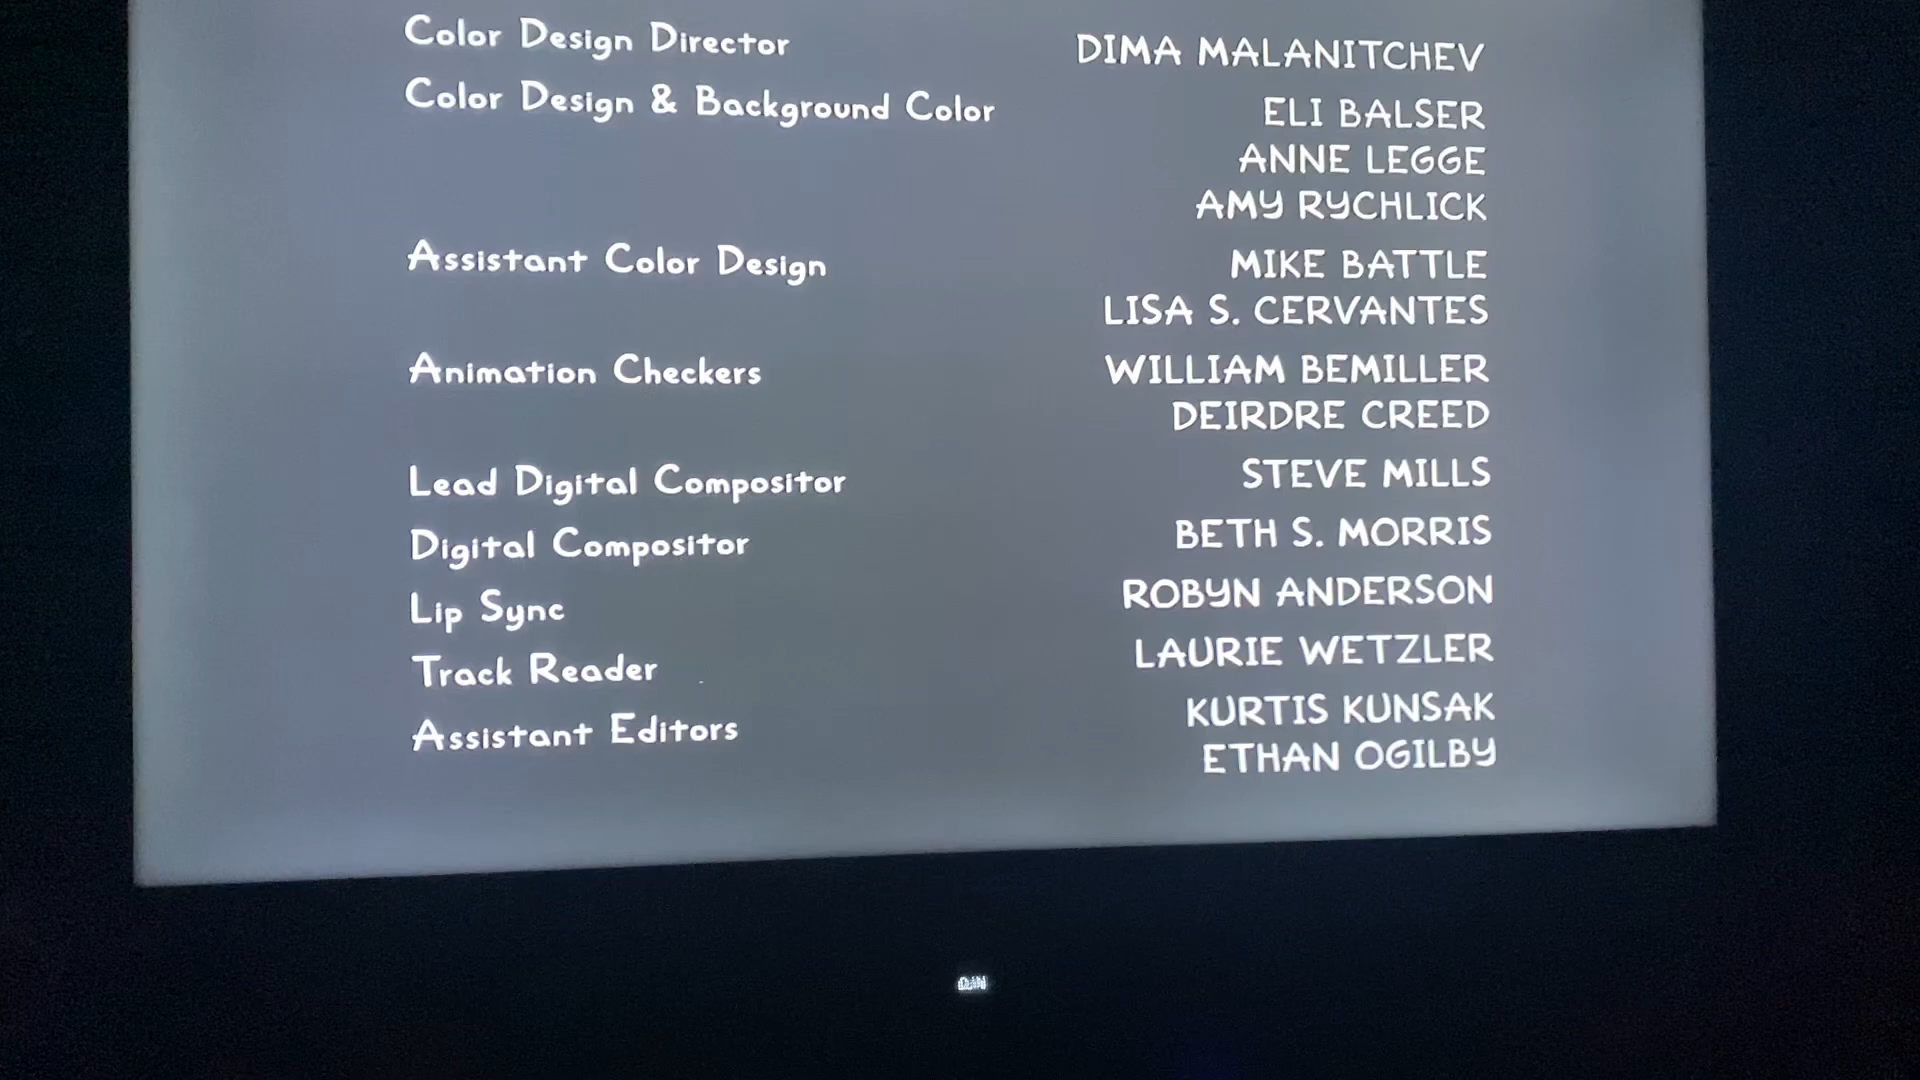 Color Design Director DIMA MALANITCHEV
Color Design & Background Color ELI BALSER
ANNE LEGGE
AMY RYCHLICK
Assistant Color Design MIKE BATTLE
LISA S. CERVANTES
Animation Checkers WILLIAM BEMILLER
DEIRDRE CREED
Lead Digital Compositor STEVE MILLS
Digital Compositor BETH S. MORRIS
Lip Sync ROBYN ANDERSON
Track Reader LAURIE WETZLER
Assistant Editors KURTIS KUNSAK
ETHAN OGILBY